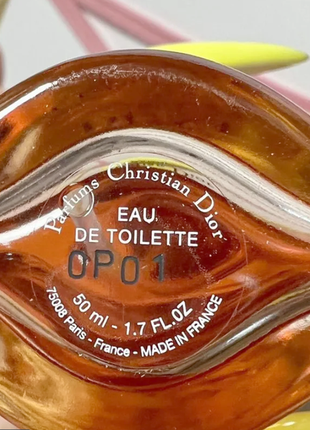 Parfums Christian Dior
EAU
DE TOILETTE
0P01
50 ml - 1.7 FL.OZ
75008 Paris - France - MADE IN FRANCE